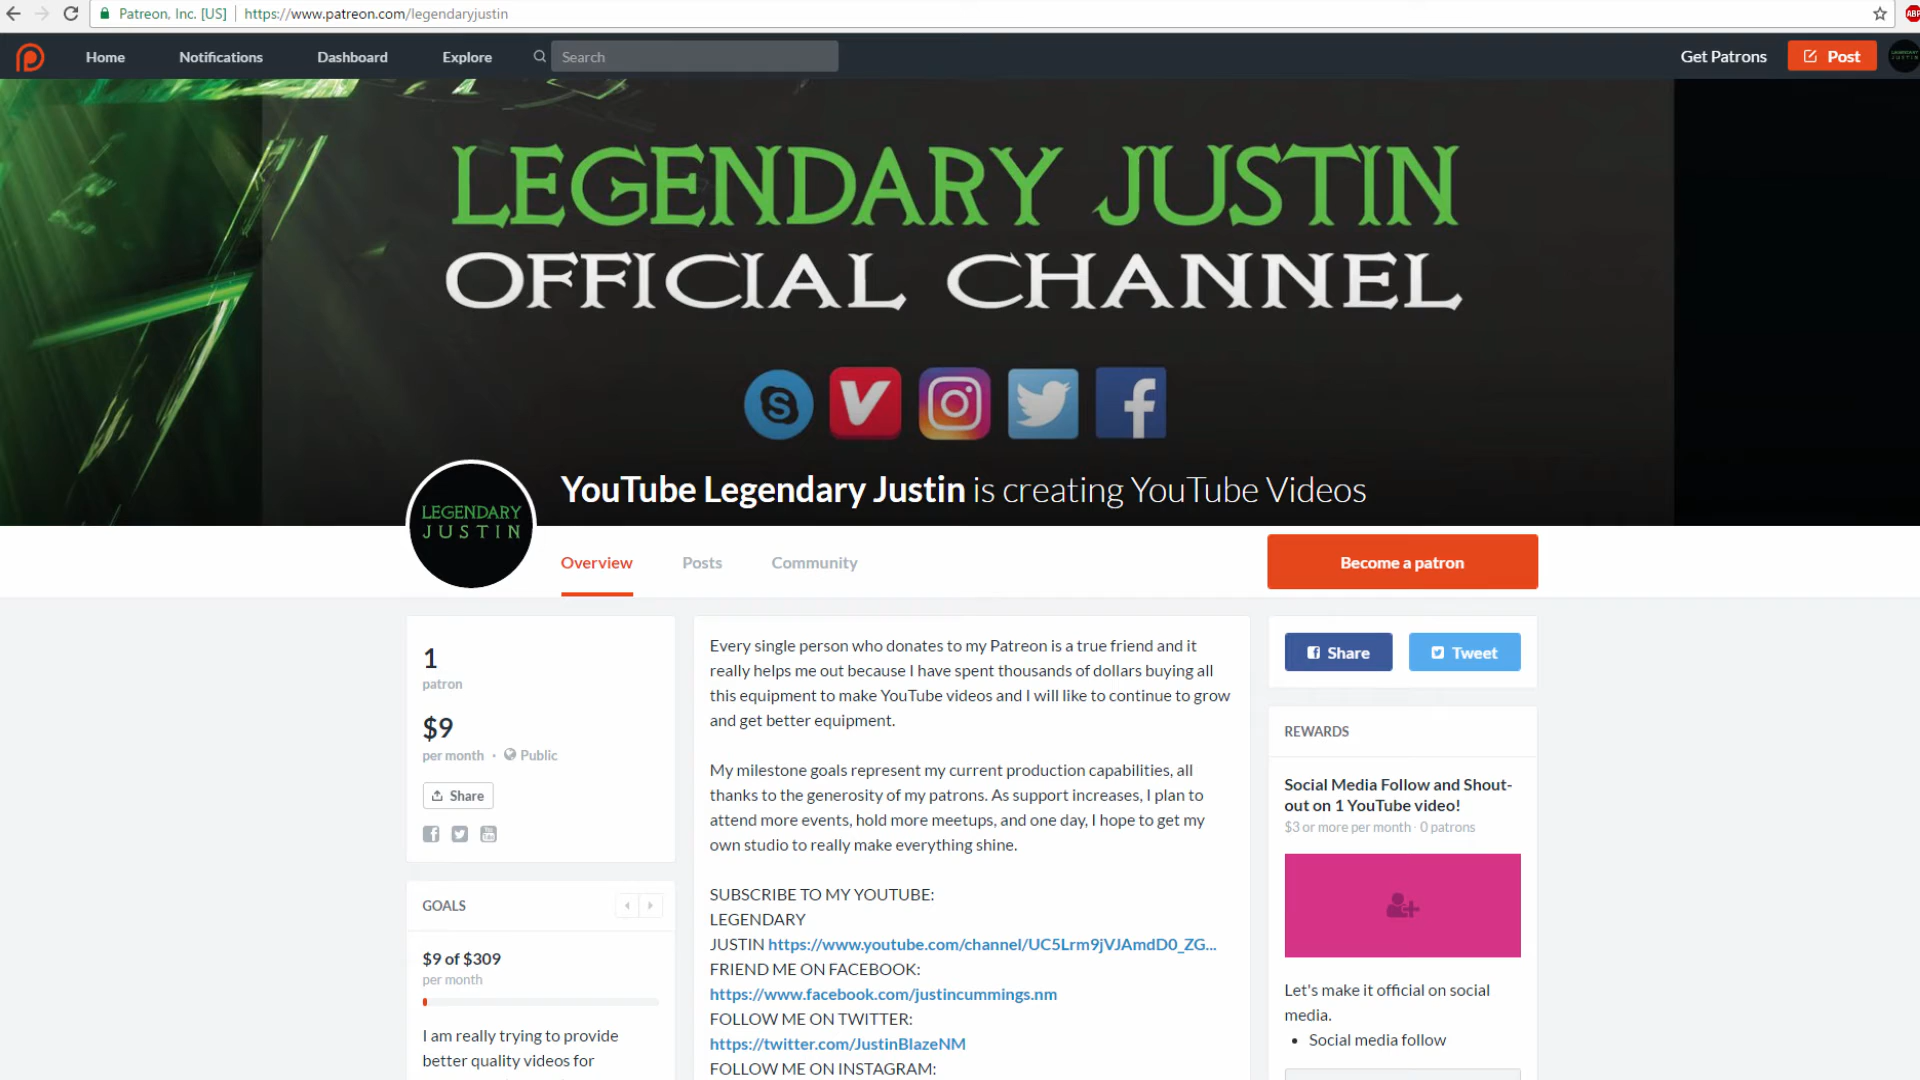 Patreon, Inc. [US] https://www.patreon.com/legendaryjustin
ABP
Home Notifications Dashboard Explore Search Get Patrons Post
LEGENDARY JUSTIN
OFFICIAL CHANNEL
YouTube Legendary Justin is creating YouTube Videos
LEGENDARY
JUSTIN
Overview Posts Community Become a patron
1
patron
$9
per month · Public
Share
GOALS
$9 of $309
per month
I am really trying to provide
better quality videos for
Every single person who donates to my Patreon is a true friend and it
really helps me out because I have spent thousands of dollars buying all
this equipment to make YouTube videos and I will like to continue to grow
and get better equipment.
My milestone goals represent my current production capabilities, all
thanks to the generosity of my patrons. As support increases, I plan to
attend more events, hold more meetups, and one day, I hope to get my
own studio to really make everything shine.
SUBSCRIBE TO MY YOUTUBE:
LEGENDARY
JUSTIN https://www.youtube.com/channel/UC5Lrm9jVJAmdD0_ZG...
FRIEND ME ON FACEBOOK:
https://www.facebook.com/justincummings.nm
FOLLOW ME ON TWITTER:
https://twitter.com/JustinBlazeNM
FOLLOW ME ON INSTAGRAM:
Share Tweet
REWARDS
Social Media Follow and Shout-
out on 1 YouTube video!
$3 or more per month · 0 patrons
Let's make it official on social
media.
• Social media follow